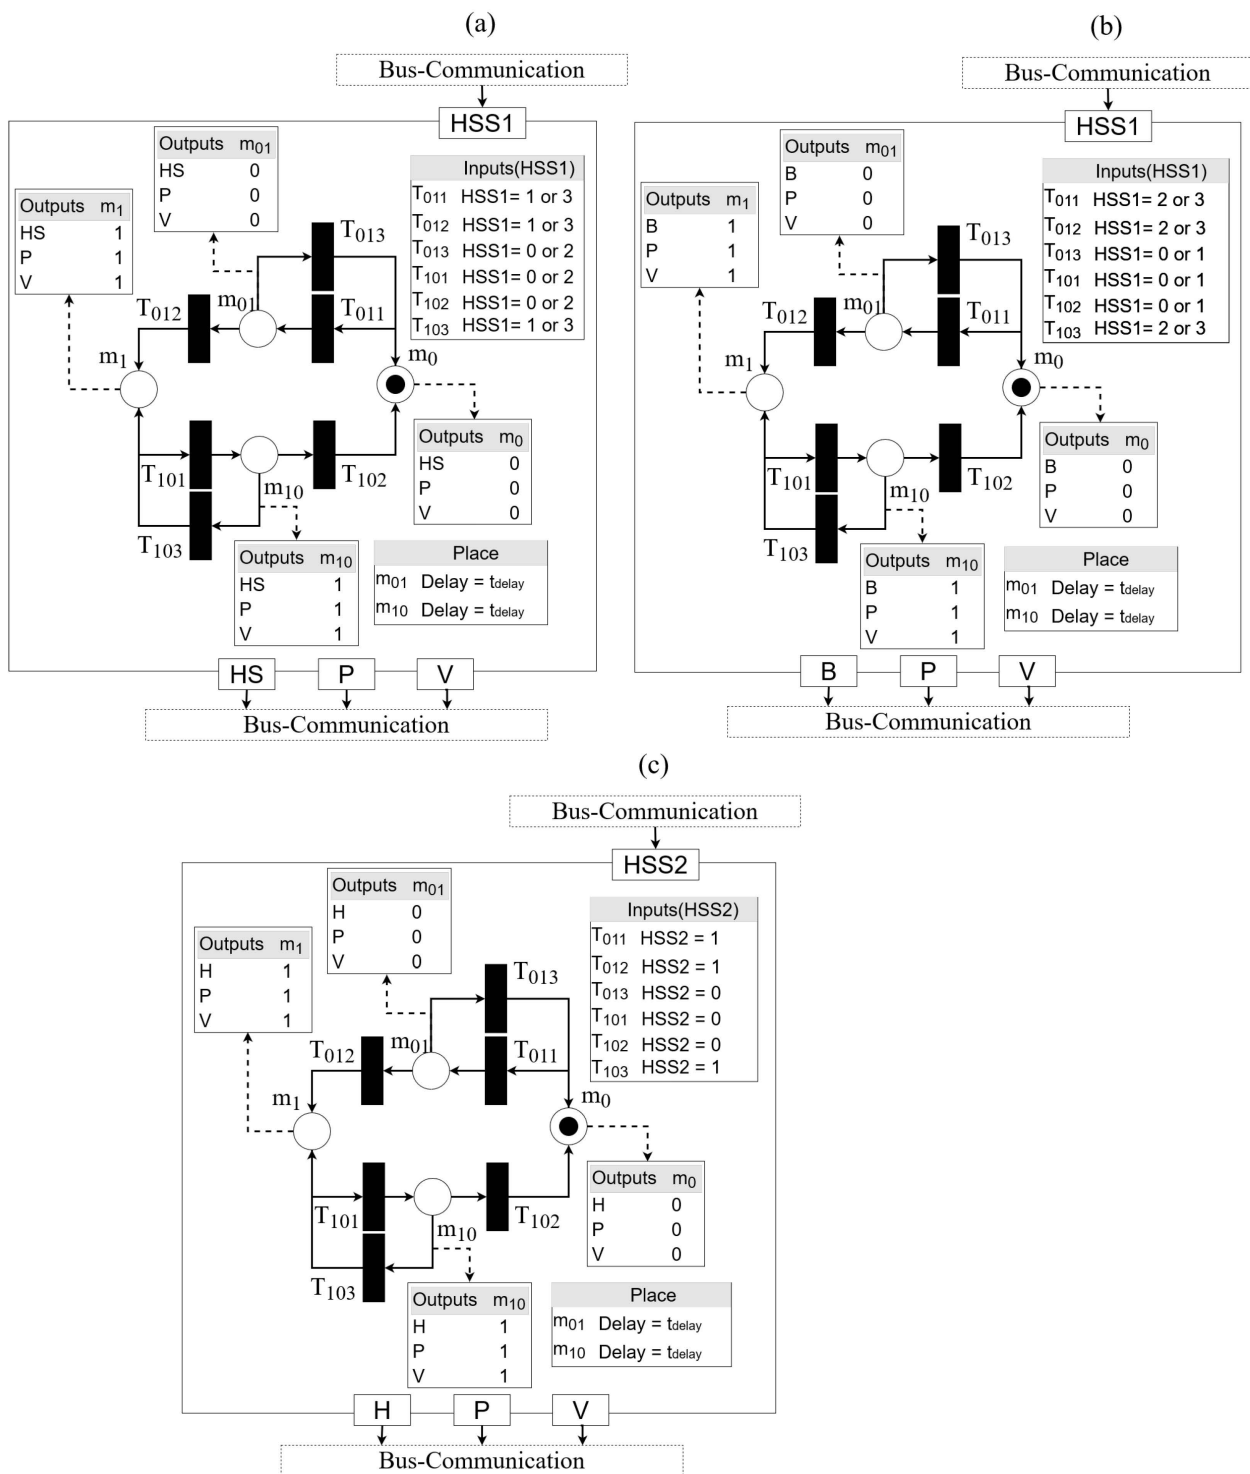 (a)
Bus-Communication
HSS1
Outputs m01
HS 0
P 0
V 0
Inputs(HSS1)
T011 HSS1= 1 or 3
T012 HSS1= 1 or 3
T013 HSS1= 0 or 2
T101 HSS1= 0 or 2
T102 HSS1= 0 or 2
T103 HSS1= 1 or 3
Outputs m1
HS 1
P 1
V 1
T013
T012
m01
T011
m1
m0
Outputs m0
HS 0
P 0
V 0
T101
m10
T102
T103
Outputs m10
HS 1
P 1
V 1
Place
m01 Delay = tdelay
m10 Delay = tdelay
HS
P
V
Bus-Communication
(b)
Bus-Communication
HSS1
Outputs m01
B 0
P 0
V 0
Inputs(HSS1)
T011 HSS1= 2 or 3
T012 HSS1= 2 or 3
T013 HSS1= 0 or 1
T101 HSS1= 0 or 1
T102 HSS1= 0 or 1
T103 HSS1= 2 or 3
Outputs m1
B 1
P 1
V 1
T013
T012
m01
T011
m1
m0
Outputs m0
B 0
P 0
V 0
T101
m10
T102
T103
Outputs m10
B 1
P 1
V 1
Place
m01 Delay = tdelay
m10 Delay = tdelay
B
P
V
Bus-Communication
(c)
Bus-Communication
HSS2
Outputs m01
H 0
P 0
V 0
Inputs(HSS2)
T011 HSS2 = 1
T012 HSS2 = 1
T013 HSS2 = 0
T101 HSS2 = 0
T102 HSS2 = 0
T103 HSS2 = 1
Outputs m1
H 1
P 1
V 1
T013
T012
m01
T011
m1
m0
Outputs m0
H 0
P 0
V 0
T101
m10
T102
T103
Outputs m10
H 1
P 1
V 1
Place
m01 Delay = tdelay
m10 Delay = tdelay
H
P
V
Bus-Communication